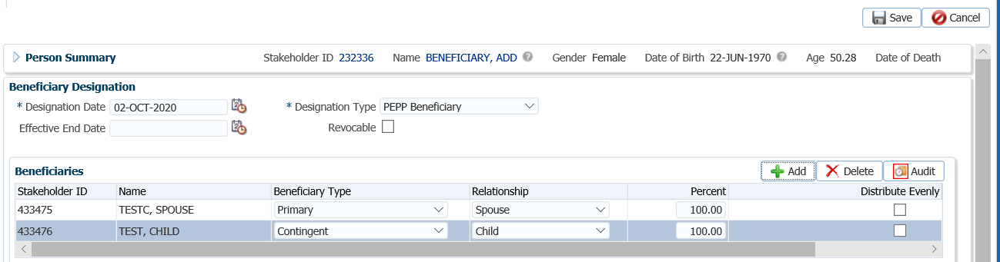 Save Cancel
Person Summary Stakeholder ID 232336 Name BENEFICIARY, ADD Gender Female Date of Birth 22-JUN-1970 Age 50.28 Date of Death
Beneficiary Designation
* Designation Date 02-OCT-2020 * Designation Type PEPP Beneficiary
Effective End Date Revocable
Beneficiaries Add Delete Audit
Stakeholder ID Name Beneficiary Type Relationship Percent Distribute Evenly
433475 TESTC, SPOUSE Primary Spouse 100.00
433476 TEST, CHILD Contingent Child 100.00